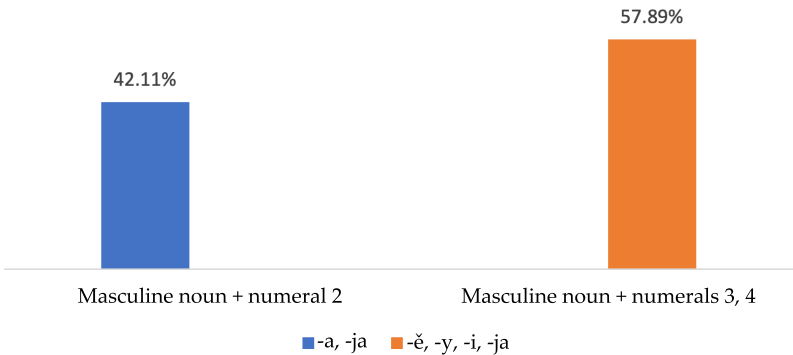 57.89%
42.11%
Masculine noun + numeral 2
Masculine noun + numerals 3, 4
-a, -ja
-ě, -y, -i, -ja